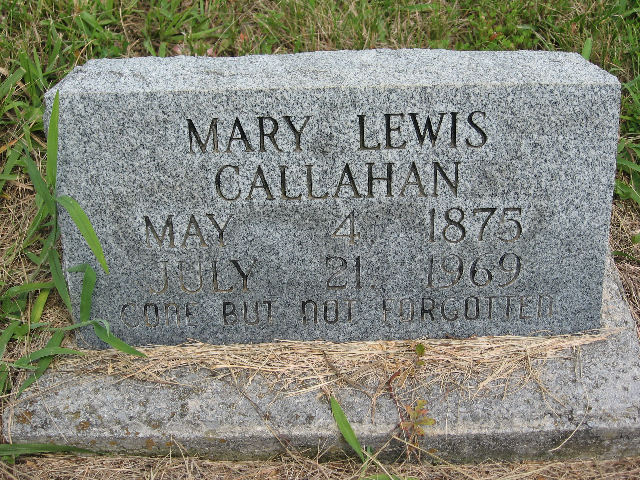 MARY LEWIS
CALLAHAN
MAY 4 1875
JULY 21 1969
GONE BUT NOT FORGOTTEN